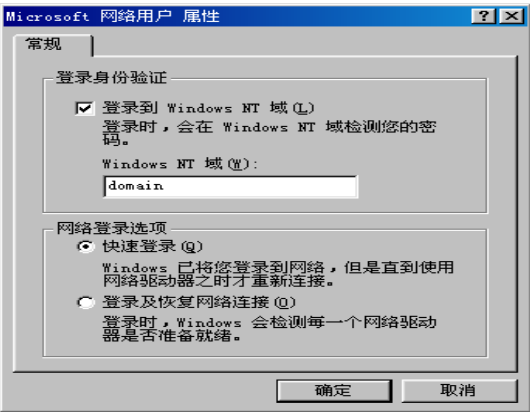 Microsoft 网络用户 属性
常规
登录身份验证
登录到 Windows NT 域(L)
登录时，会在 Windows NT 域检测您的密
码。
Windows NT 域(W):
domain
网络登录选项
快速登录(Q)
Windows 已将您登录到网络，但是直到使用
网络驱动器之时才重新连接。
登录及恢复网络连接(O)
登录时，Windows 会检测每一个网络驱动
器是否准备就绪。
确定
取消